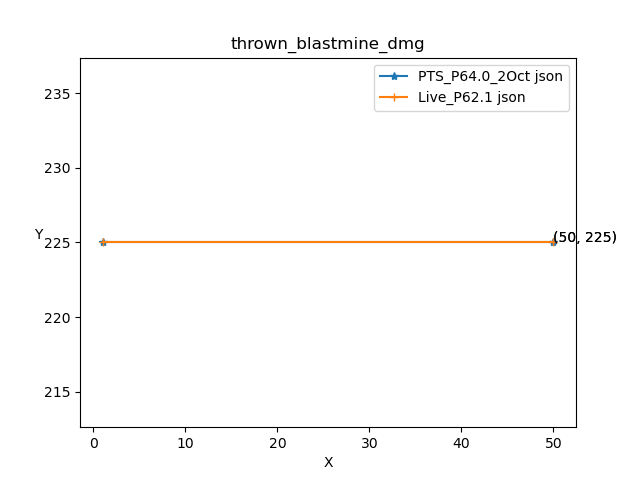 thrown_blastmine_dmg
PTS_P64.0_2Oct json
Live_P62.1 json
235
230
Y
225
(50, 225)
220
215
0 10 20 30 40 50
X